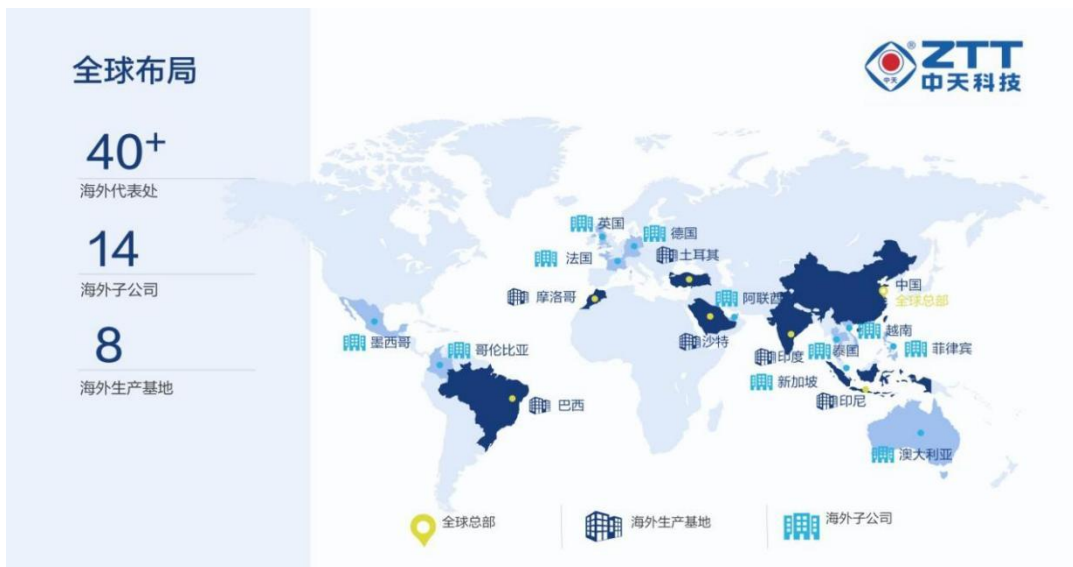 全球布局
40+
海外代表处
14
海外子公司
8
海外生产基地
ZTT
中天科技
中天
英国
德国
法国
土耳其
摩洛哥
阿联酋
中国
全球总部
墨西哥
哥伦比亚
沙特
越南
印度
泰国
菲律宾
新加坡
巴西
印尼
澳大利亚
全球总部
海外生产基地
海外子公司